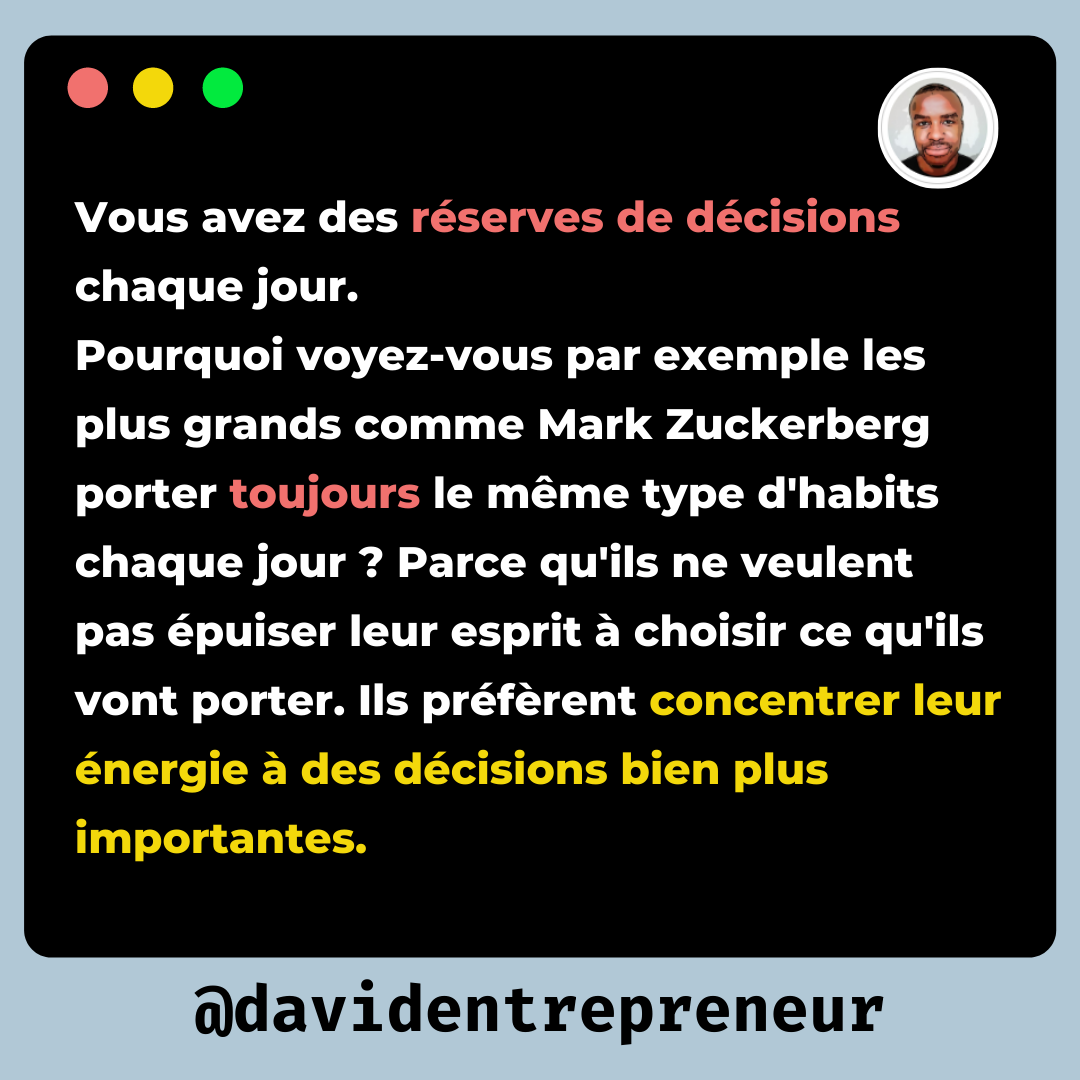 Vous avez des réserves de décisions
chaque jour.
Pourquoi voyez-vous par exemple les
plus grands comme Mark Zuckerberg
porter toujours le même type d'habits
chaque jour ? Parce qu'ils ne veulent
pas épuiser leur esprit à choisir ce qu'ils
vont porter. Ils préfèrent concentrer leur
énergie à des décisions bien plus
importantes.
@davidentrepreneur